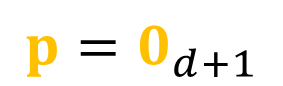 p = 0_{d+1}